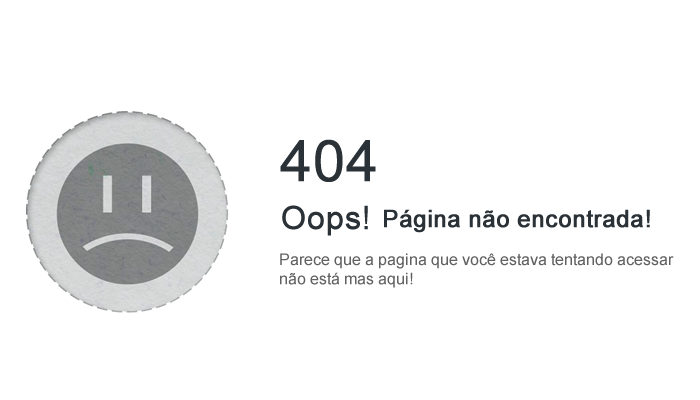 404
Oops! Página não encontrada!
Parece que a pagina que você estava tentando acessar
não está mas aqui!